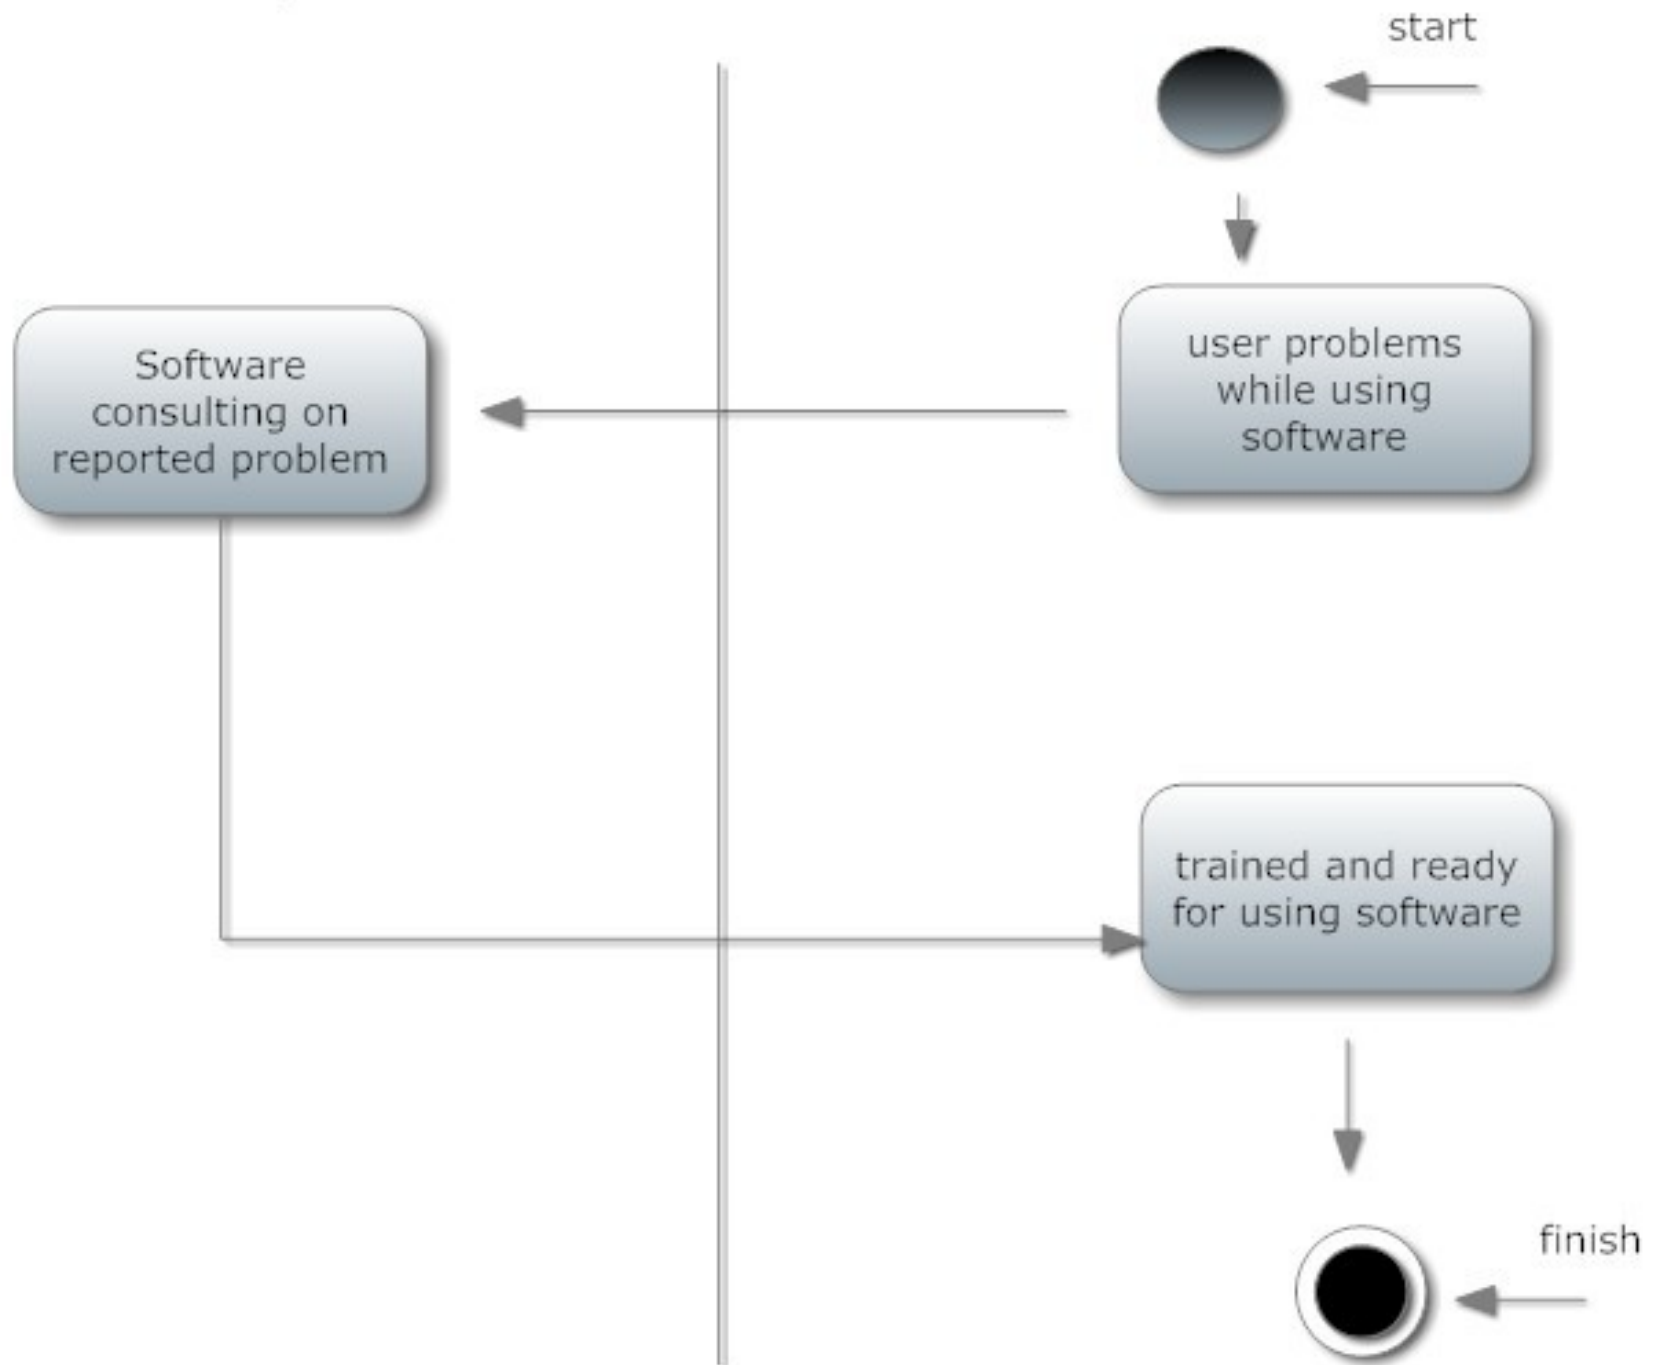 start
user problems
while using
software
Software
consulting on
reported problem
trained and ready
for using software
finish